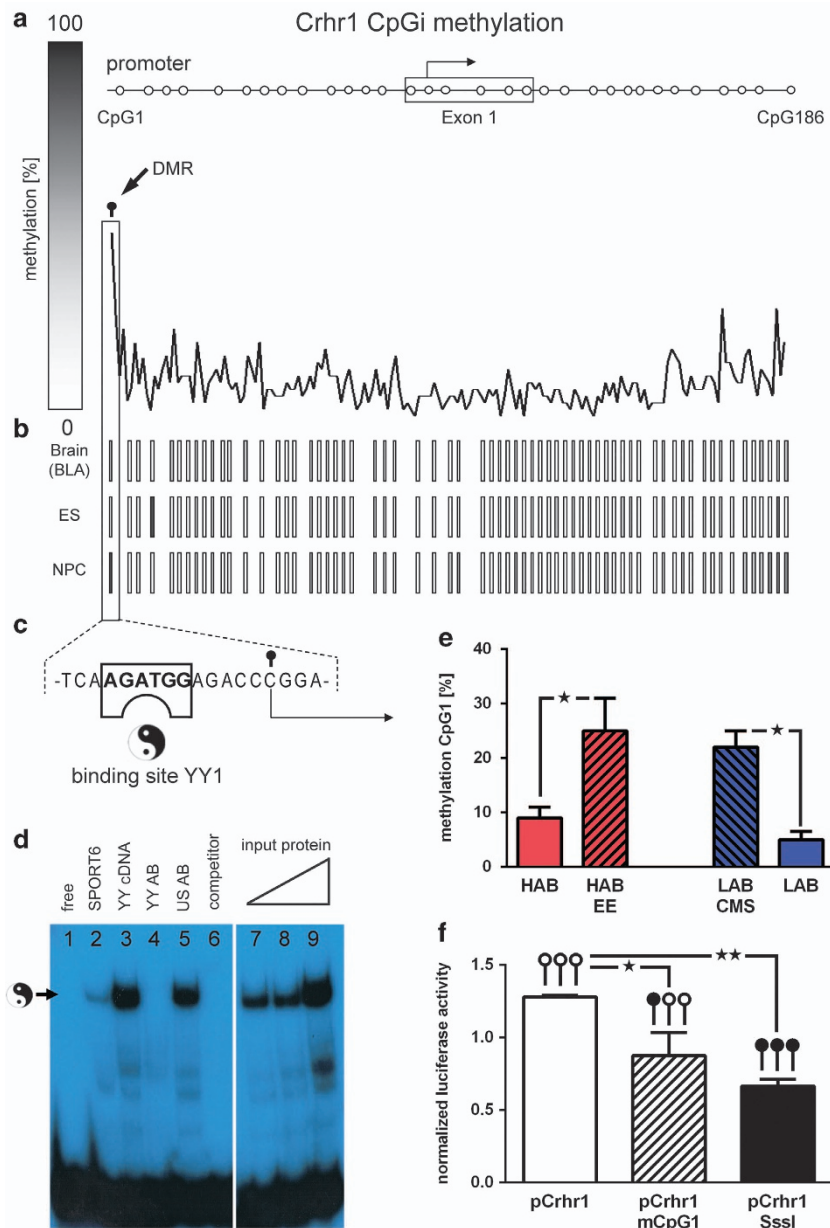 a
Crhr1 CpGi methylation
100
promoter
CpG1
Exon 1
CpG186
DMR
methylation [%]
0
b
Brain
(BLA)
ES
NPC
c
-TCAAGATGGAGACCCGGA-
binding site YY1
d
free
SPORT6
YY cDNA
YY AB
US AB
competitor
input protein
1 2 3 4 5 6 7 8 9
e
methylation CpG1 [%]
40
30
20
10
0
HAB
HAB
EE
LAB
CMS
LAB
f
normalized luciferase activity
1.5
1.0
0.5
0.0
pCrhr1
pCrhr1
mCpG1
pCrhr1
SssI